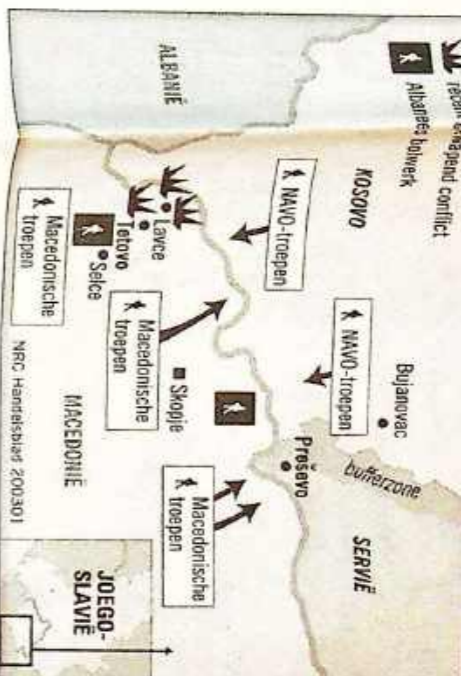 recent gewapend conflict
Albanees bolwerk
Bujanovac
KOSOVO
bufferzone
SERVIË
NAVO-troepen
NAVO-troepen
Preševo
ALBANIË
Lavce
Tetovo
Selce
Macedonische
troepen
Skopje
Macedonische
troepen
Macedonische
troepen
MACEDONIË
JOEGO-
SLAVIË
NRC Handelsblad 200301